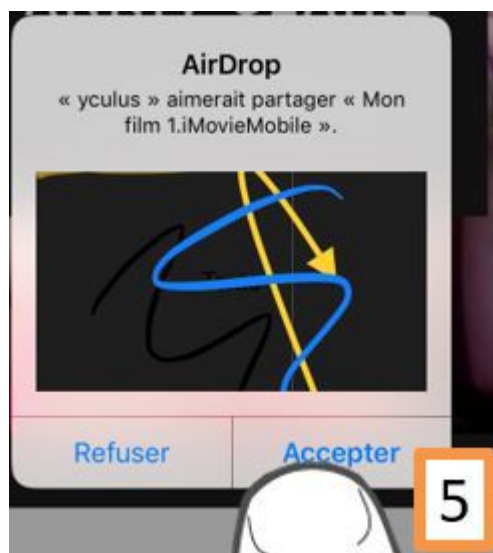 AirDrop
« yculus » aimerait partager « Mon
film 1.iMovieMobile ».
Refuser
Accepter
5